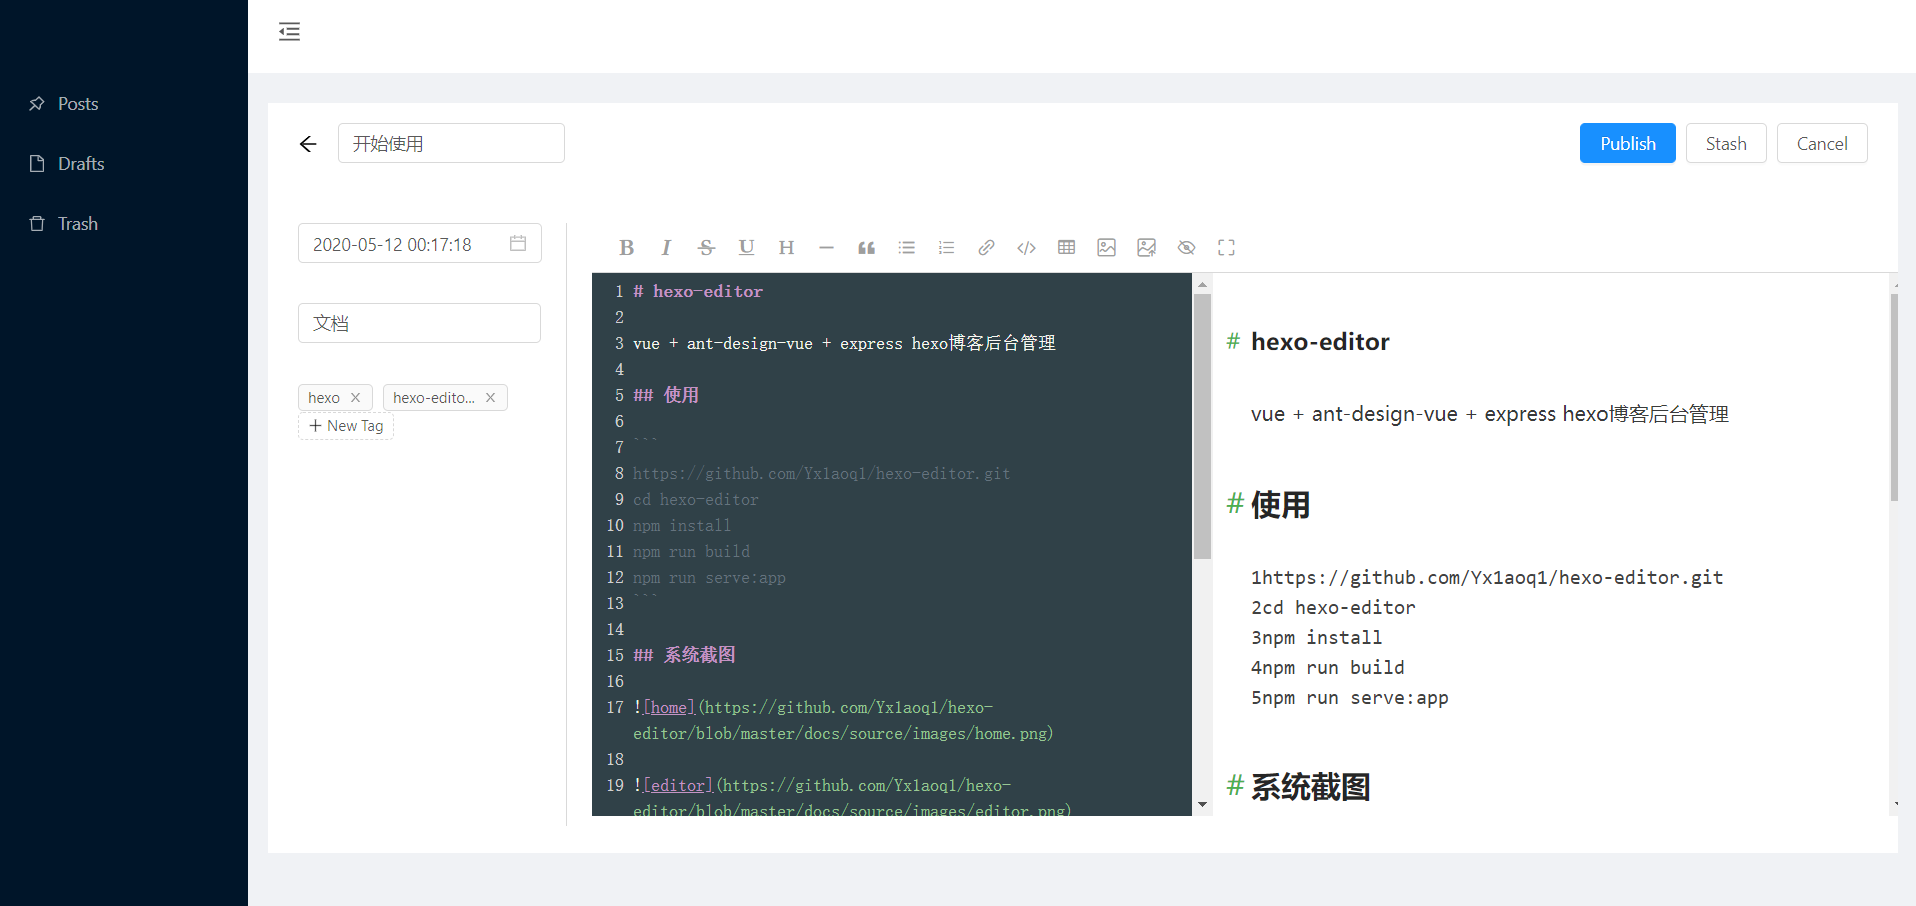 Posts
Drafts
Trash
开始使用
Publish
Stash
Cancel
2020-05-12 00:17:18
文档
hexo
hexo-edito...
New Tag
B I S U H
1 # hexo-editor
2
3 vue + ant-design-vue + express hexo博客后台管理
4
5 ## 使用
6
7 ```
8 https://github.com/Yx1aoq1/hexo-editor.git
9 cd hexo-editor
10 npm install
11 npm run build
12 npm run serve:app
13 ```
14
15 ## 系统截图
16
17 ![home](https://github.com/Yx1aoq1/hexo-
editor/blob/master/docs/source/images/home.png)
18
19 ![editor](https://github.com/Yx1aoq1/hexo-
editor/blob/master/docs/source/images/editor.png)
# hexo-editor
vue + ant-design-vue + express hexo博客后台管理
# 使用
1https://github.com/Yx1aoq1/hexo-editor.git
2cd hexo-editor
3npm install
4npm run build
5npm run serve:app
# 系统截图